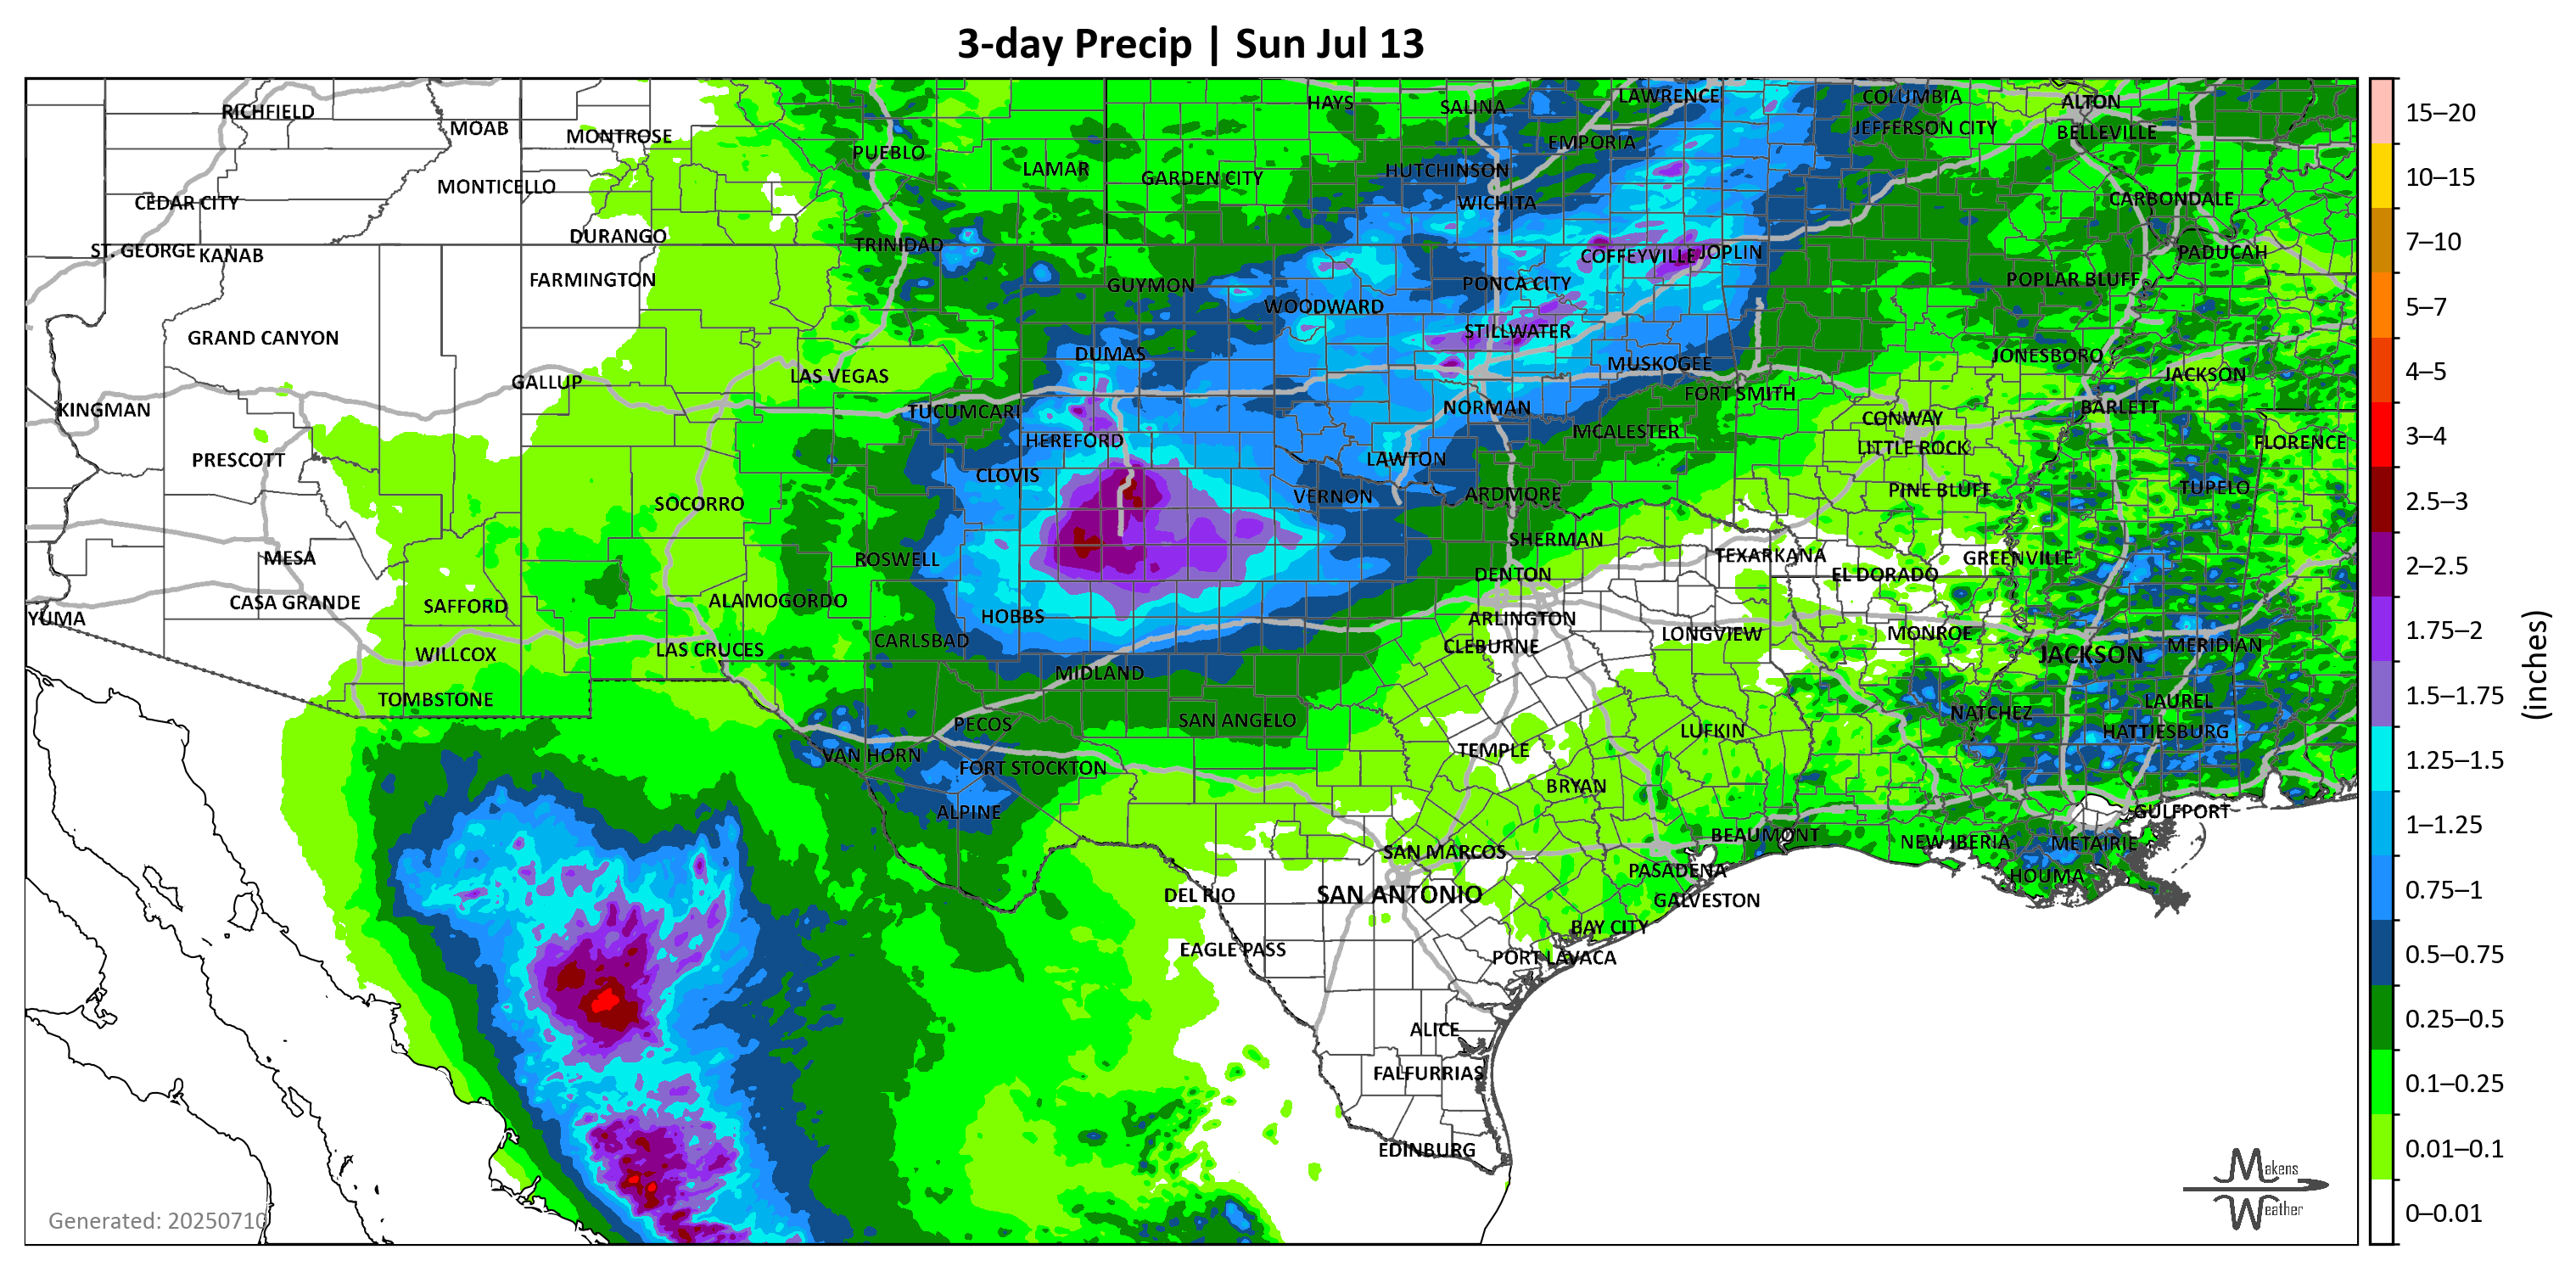 3-day Precip | Sun Jul 13
RICHFIELD
MOAB
MONTROSE
PUEBLO
LAMAR
GARDEN CITY
HAYS
SALINA
LAWRENCE
EMPORIA
HUTCHINSON
WICHITA
COLUMBIA
JEFFERSON CITY
ALTON
BELLEVILLE
CARBONDALE
PADUCAH
CEDAR CITY
MONTICELLO
DURANGO
TRINIDAD
ST. GEORGE
KANAB
FARMINGTON
GUYMON
WOODWARD
PONCA CITY
COFFEYVILLE
JOPLIN
POPLAR BLUFF
GRAND CANYON
GALLUP
LAS VEGAS
DUMAS
STILLWATER
MUSKOGEE
FORT SMITH
JONESBORO
JACKSON
BARLETT
KINGMAN
TUCUMCARI
HEREFORD
NORMAN
MCALESTER
CONWAY
LITTLE ROCK
FLORENCE
PRESCOTT
SOCORRO
CLOVIS
LAWTON
VERNON
ARDMORE
PINE BLUFF
TUPELO
MESA
ROSWELL
SHERMAN
TEXARKANA
GREENVILLE
DENTON
EL DORADO
YUMA
CASA GRANDE
SAFFORD
ALAMOGORDO
HOBBS
ARLINGTON
CLEBURNE
LONGVIEW
MONROE
JACKSON
MERIDIAN
WILLCOX
LAS CRUCES
CARLSBAD
MIDLAND
TOMBSTONE
PECOS
SAN ANGELO
LUFKIN
NATCHEZ
LAUREL
HATTIESBURG
VAN HORN
FORT STOCKTON
TEMPLE
BRYAN
ALPINE
BEAUMONT
GULFPORT
NEW IBERIA
METAIRIE
SAN MARCOS
PASADENA
HOUMA
DEL RIO
SAN ANTONIO
GALVESTON
BAY CITY
EAGLE PASS
PORT LAVACA
ALICE
FALFURRIAS
EDINBURG
15–20
10–15
7–10
5–7
4–5
3–4
2.5–3
2–2.5
1.75–2
1.5–1.75
1.25–1.5
1–1.25
0.75–1
0.5–0.75
0.25–0.5
0.1–0.25
0.01–0.1
0–0.01
(inches)
Makens
Weather
Generated: 20250710